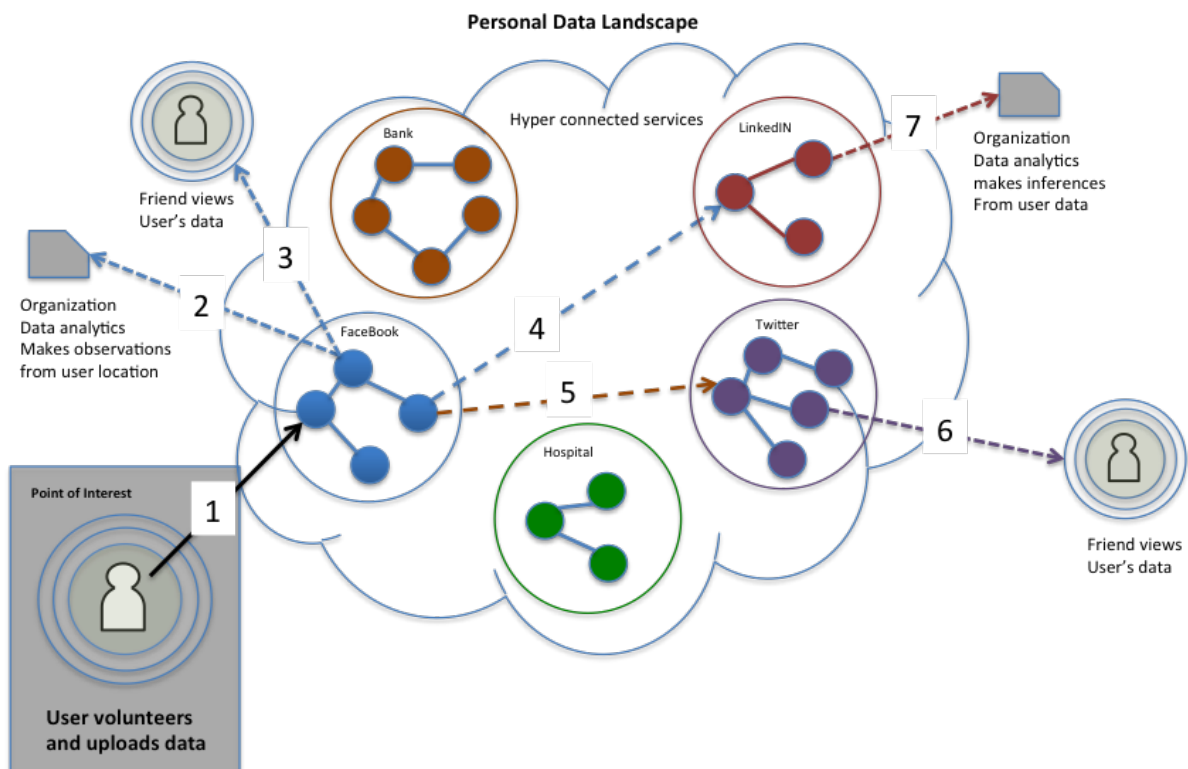 Personal Data Landscape
Hyper connected services
Bank
LinkedIN
7
Organization
Data analytics
makes inferences
From user data
Friend views
User's data
3
2
Organization
Data analytics
Makes observations
from user location
FaceBook
4
Twitter
5
6
Hospital
Point of Interest
1
Friend views
User's data
User volunteers
and uploads data